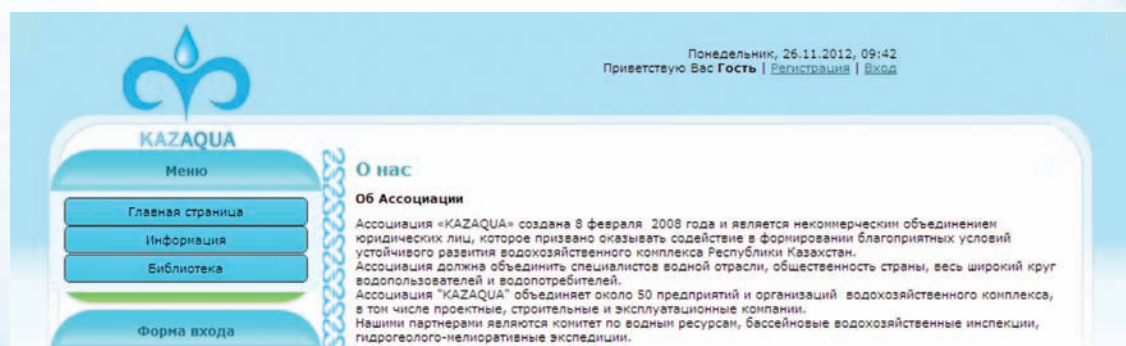 Понедельник, 26.11.2012, 09:42
Приветствую Вас Гость | Регистрация | Вход
KAZAQUA
Меню
Главная страница
Информация
Библиотека
Форма входа
О нас
Об Ассоциации
Ассоциация «KAZAQUA» создана 8 февраля 2008 года и является некоммерческим объединением
юридических лиц, которое призвано оказывать содействие в формировании благоприятных условий
устойчивого развития водохозяйственного комплекса Республики Казахстан.
Ассоциация должна объединить специалистов водной отрасли, общественность страны, весь широкий круг
водопользователей и водопотребителей.
Ассоциация "KAZAQUA" объединяет около 50 предприятий и организаций водохозяйственного комплекса,
в том числе проектные, строительные и эксплуатационные компании.
Нашими партнерами являются комитет по водным ресурсам, бассейновые водохозяйственные инспекции,
гидрогеолого-мелиоративные экспедиции.